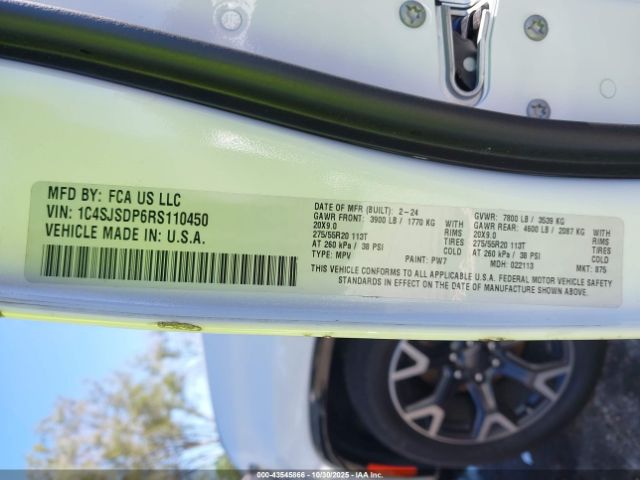 MFD BY: FCA US LLC
VIN: 1C4SJSDP6RS110450
VEHICLE MADE IN: U.S.A.
DATE OF MFR (BUILT): 2-24 GVWR: 7800 LB / 3539 KG
GAWR FRONT: 3900 LB / 1770 KG WITH GAWR REAR: 4600 LB / 2087 KG WITH
20X9.0 RIMS 20X9.0 RIMS
275/55R20 113T TIRES 275/55R20 113T TIRES
AT 260 kPa / 38 PSI COLD AT 260 kPa / 38 PSI COLD
TYPE: MPV PAINT: PW7 MDH: 022113 MKT: 875
THIS VEHICLE CONFORMS TO ALL APPLICABLE U.S.A. FEDERAL MOTOR VEHICLE SAFETY
STANDARDS IN EFFECT ON THE DATE OF MANUFACTURE SHOWN ABOVE.
000-43545866 - 10/30/2025 - IAAI.com